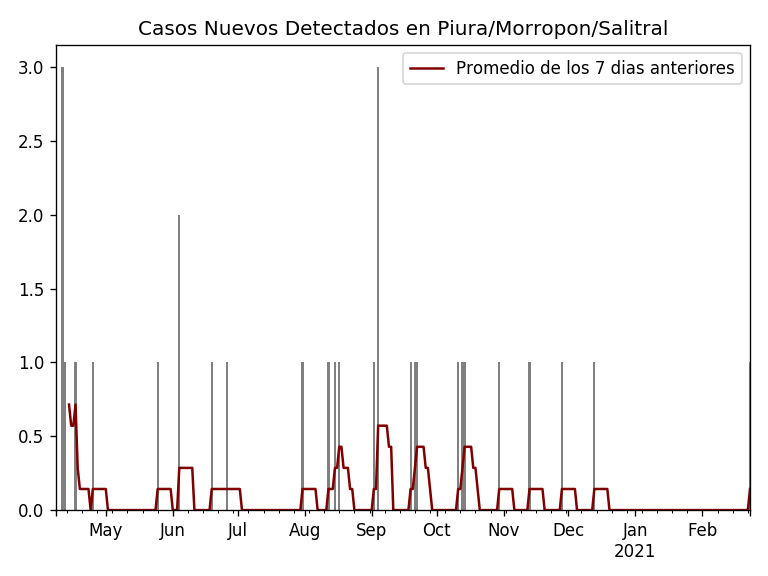 Casos Nuevos Detectados en Piura/Morropon/Salitral
Promedio de los 7 dias anteriores
3.0
2.5
2.0
1.5
1.0
0.5
0.0
May Jun Jul Aug Sep Oct Nov Dec Jan Feb
2021